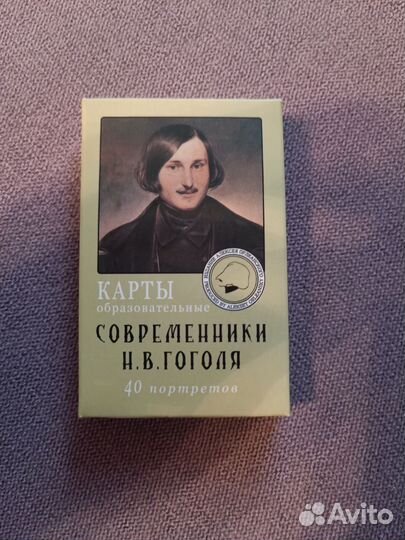 КАРТЫ
образовательные
СОВРЕМЕННИКИ
Н.В.ГОГОЛЯ
40 портретов
Avito